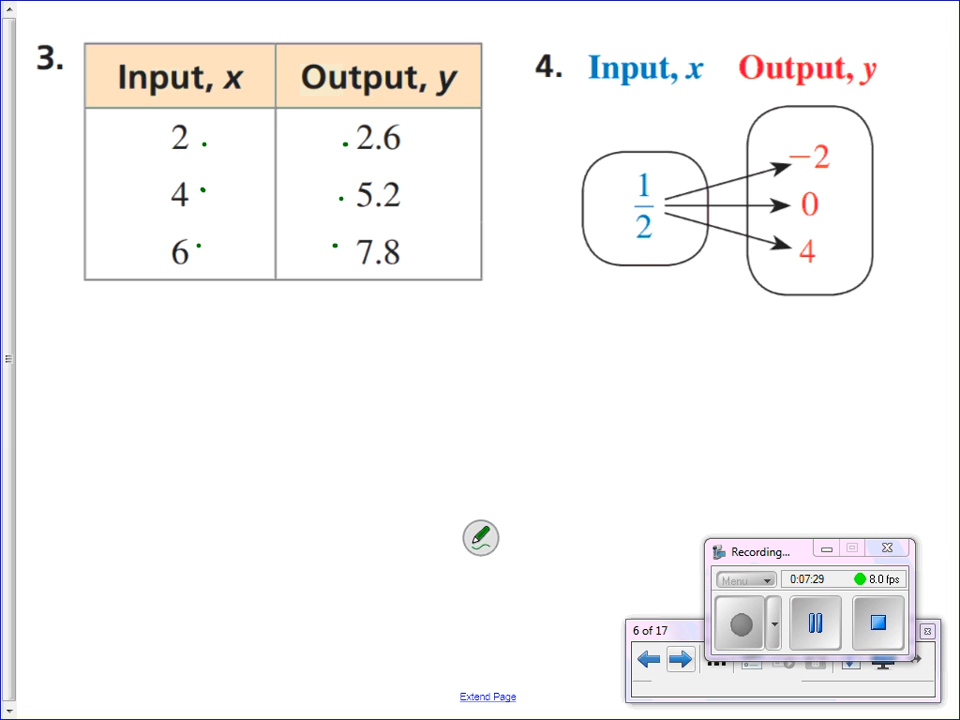 3.
Input, x Output, y
2 2.6
4 5.2
6 7.8
4. Input, x Output, y
1
2
−2
0
4
Recording...
Menu 0:07:29 8.0 fps
6 of 17
Extend Page